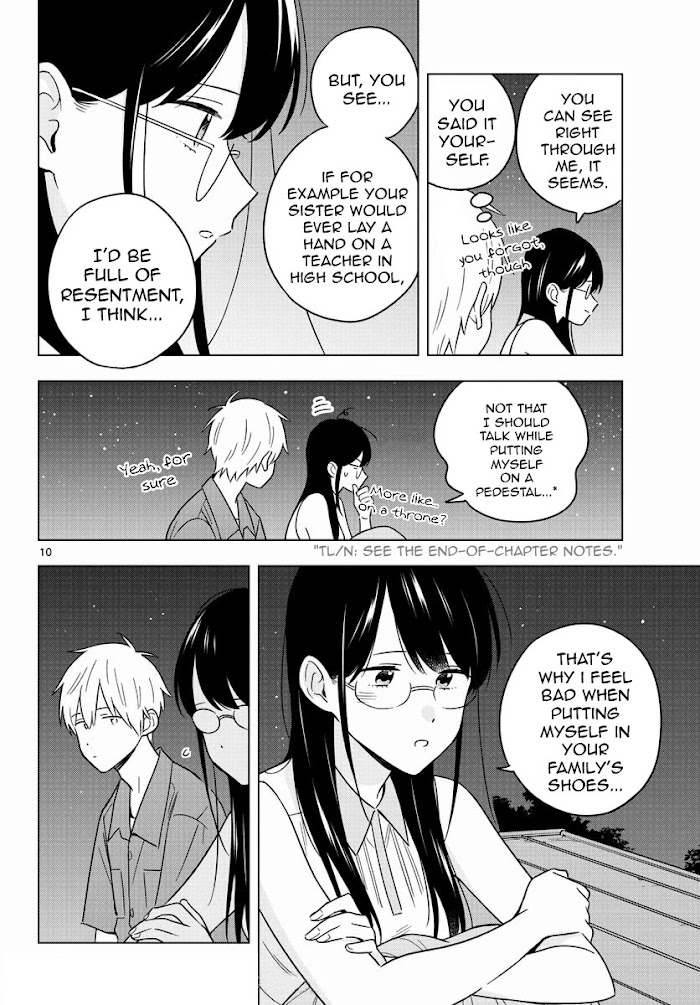 YOU
CAN SEE
RIGHT
THROUGH
ME, IT
SEEMS.
YOU
SAID IT
YOUR-
SELF.
Looks like
you forgot,
though
BUT, YOU
SEE...
IF FOR
EXAMPLE YOUR
SISTER WOULD
EVER LAY A
HAND ON A
TEACHER IN
HIGH SCHOOL,
I'D BE
FULL OF
RESENTMENT,
I THINK...
NOT THAT
I SHOULD
TALK WHILE
PUTTING
MYSELF
ON A
PEDESTAL...*
More like..
on a throne?
Yeah, for
sure
"TL/N: SEE THE END-OF-CHAPTER NOTES."
10
THAT'S
WHY I FEEL
BAD WHEN
PUTTING
MYSELF IN
YOUR
FAMILY'S
SHOES...